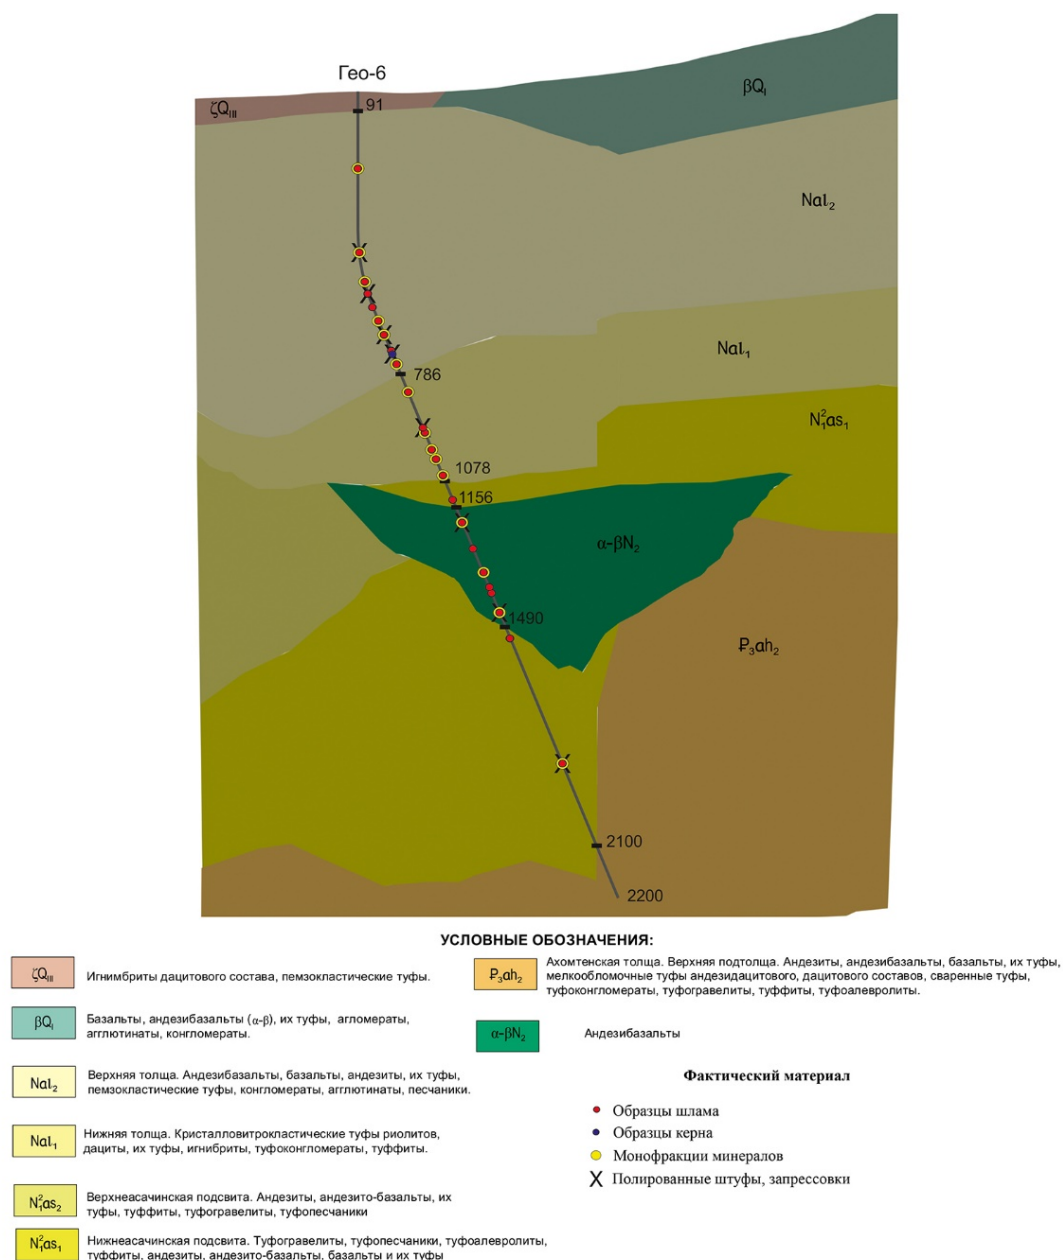 Гео-6
91
ζQIII
βQI
Nal₂
Nal₁
786
N₁²as₁
1078
1156
α-βN₂
1490
₽₃ah₂
2100
2200
УСЛОВНЫЕ ОБОЗНАЧЕНИЯ:
ζQIII
Игнимбриты дацитового состава, пемзокластические туфы.
βQI
Базальты, андезибазальты (α-β), их туфы, агломераты,
агглютинаты, конгломераты.
Nal₂
Верхняя толща. Андезибазальты, базальты, андезиты, их туфы,
пемзокластические туфы, конгломераты, агглютинаты, песчаники.
Nal₁
Нижняя толща. Кристалловитрокластические туфы риолитов,
дациты, их туфы, игнибриты, туфоконгломераты, туффиты.
N₁²as₂
Верхнеасачинская подсвита. Андезиты, андезито-базальты, их
туфы, туффиты, туфогравелиты, туфопесчаники
N₁²as₁
Нижнеасачинская подсвита. Туфогравелиты, туфопесчаники, туфоалевролиты,
туффиты, андезиты, андезито-базальты, базальты и их туфы
₽₃ah₂
Ахомтенская толща. Верхняя подтолща. Андезиты, андезибазальты, базальты, их туфы,
мелкообломочные туфы андезидацитового, дацитового составов, сваренные туфы,
туфоконгломераты, туфогравелиты, туффиты, туфоалевролиты.
α-βN₂
Андезибазальты
Фактический материал
Образцы шлама
Образцы керна
Монофракции минералов
X Полированные штуфы, запрессовки